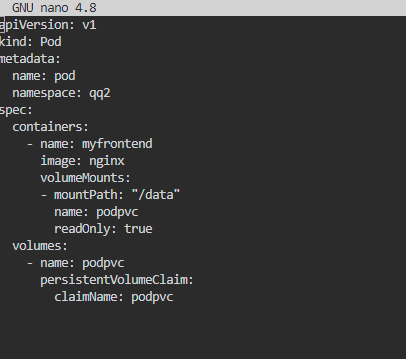 GNU nano 4.8
apiVersion: v1
kind: Pod
metadata:
  name: pod
  namespace: qq2
spec:
  containers:
    - name: myfrontend
      image: nginx
      volumeMounts:
      - mountPath: "/data"
        name: podpvc
        readOnly: true
  volumes:
    - name: podpvc
      persistentVolumeClaim:
        claimName: podpvc